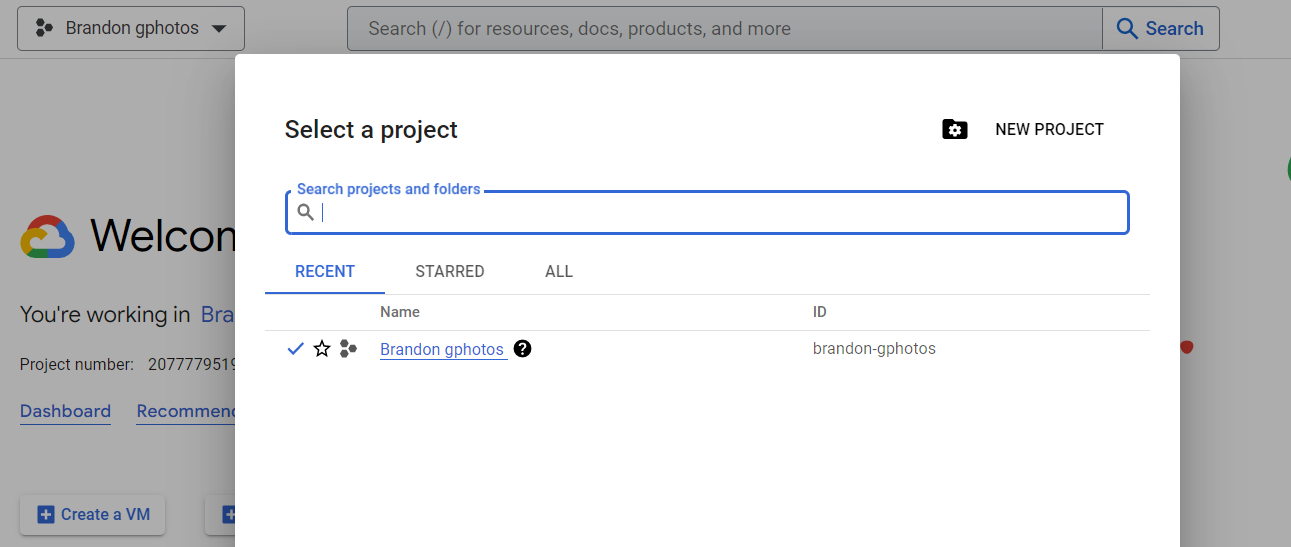 Brandon gphotos
Search (/) for resources, docs, products, and more
Search
Select a project
NEW PROJECT
Search projects and folders
RECENT STARRED ALL
Name ID
Brandon gphotos brandon-gphotos
Welcom
You're working in Bra
Project number: 2077779519
Dashboard Recommen
Create a VM